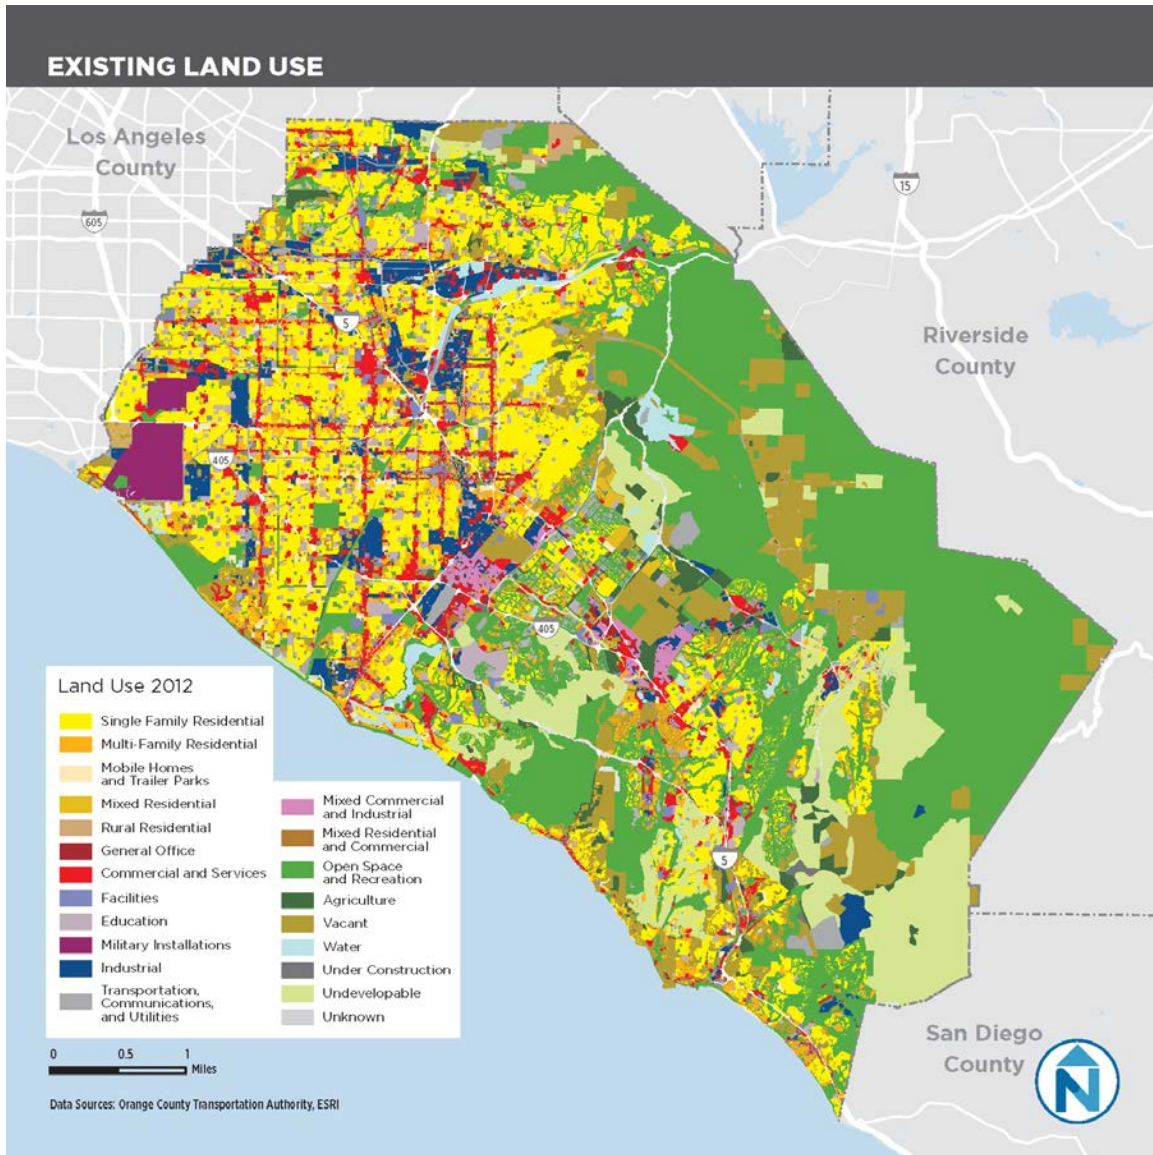 EXISTING LAND USE
Los Angeles
County
605
15
5
Riverside
County
405
405
5
San Diego
County
Land Use 2012
Single Family Residential
Multi-Family Residential
Mobile Homes
and Trailer Parks
Mixed Residential
Rural Residential
General Office
Commercial and Services
Facilities
Education
Military Installations
Industrial
Transportation,
Communications,
and Utilities
Mixed Commercial
and Industrial
Mixed Residential
and Commercial
Open Space
and Recreation
Agriculture
Vacant
Water
Under Construction
Undevelopable
Unknown
0 0.5 1
Miles
Data Sources: Orange County Transportation Authority, ESRI
N